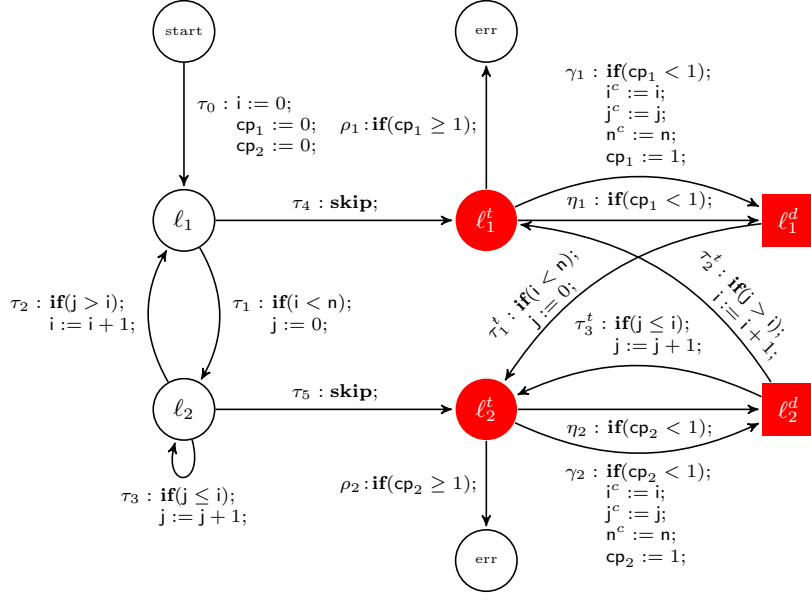 start
err
τ₀ : i := 0;
cp₁ := 0;
cp₂ := 0;
ρ₁ : if(cp₁ ≥ 1);
γ₁ : if(cp₁ < 1);
iᶜ := i;
jᶜ := j;
nᶜ := n;
cp₁ := 1;
ℓ₁
τ₄ : skip;
ℓ₁ᵗ
η₁ : if(cp₁ < 1);
ℓ₁ᵈ
τ₂ : if(j > i);
i := i + 1;
τ₁ : if(i < n);
j := 0;
τ₁ᵗ : if(i < n);
j := 0;
τ₃ᵗ : if(j ≤ i);
j := j + 1;
τ₂ᵗ : if(j > i);
i := i + 1;
ℓ₂
τ₅ : skip;
ℓ₂ᵗ
η₂ : if(cp₂ < 1);
ℓ₂ᵈ
τ₃ : if(j ≤ i);
j := j + 1;
ρ₂ : if(cp₂ ≥ 1);
γ₂ : if(cp₂ < 1);
iᶜ := i;
jᶜ := j;
nᶜ := n;
cp₂ := 1;
err